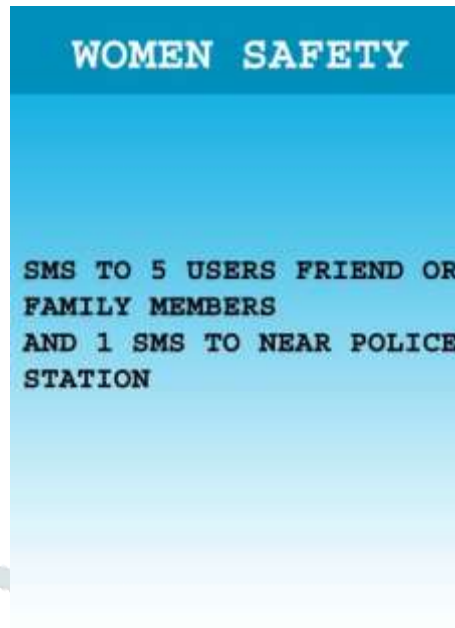 WOMEN SAFETY
SMS TO 5 USERS FRIEND OR
FAMILY MEMBERS
AND 1 SMS TO NEAR POLICE
STATION